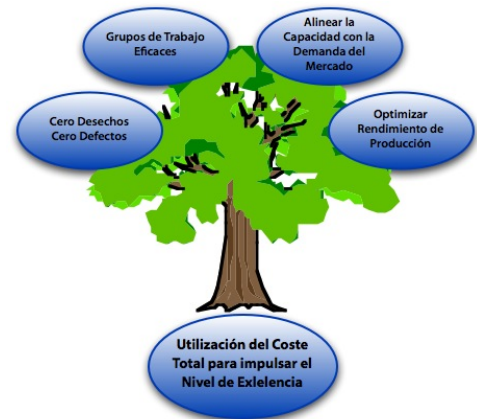 Grupos de Trabajo
Eficaces
Alinear la
Capacidad con la
Demanda del
Mercado
Cero Desechos
Cero Defectos
Optimizar
Rendimiento de
Producción
Utilización del Coste
Total para impulsar el
Nivel de Exlelencia